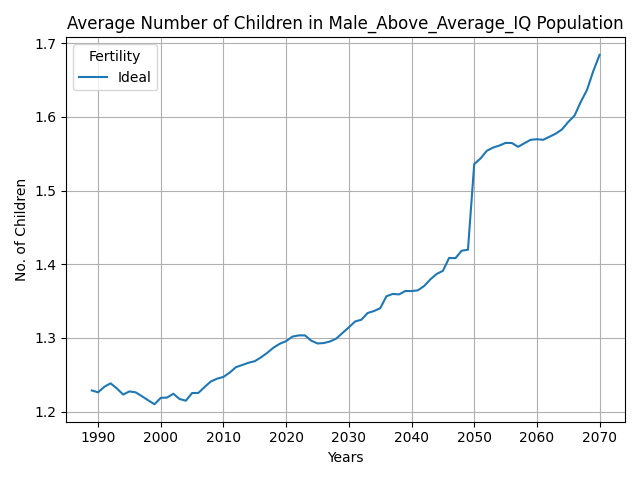 Average Number of Children in Male_Above_Average_IQ Population
Fertility
Ideal
No. of Children
1.7
1.6
1.5
1.4
1.3
1.2
1990 2000 2010 2020 2030 2040 2050 2060 2070
Years